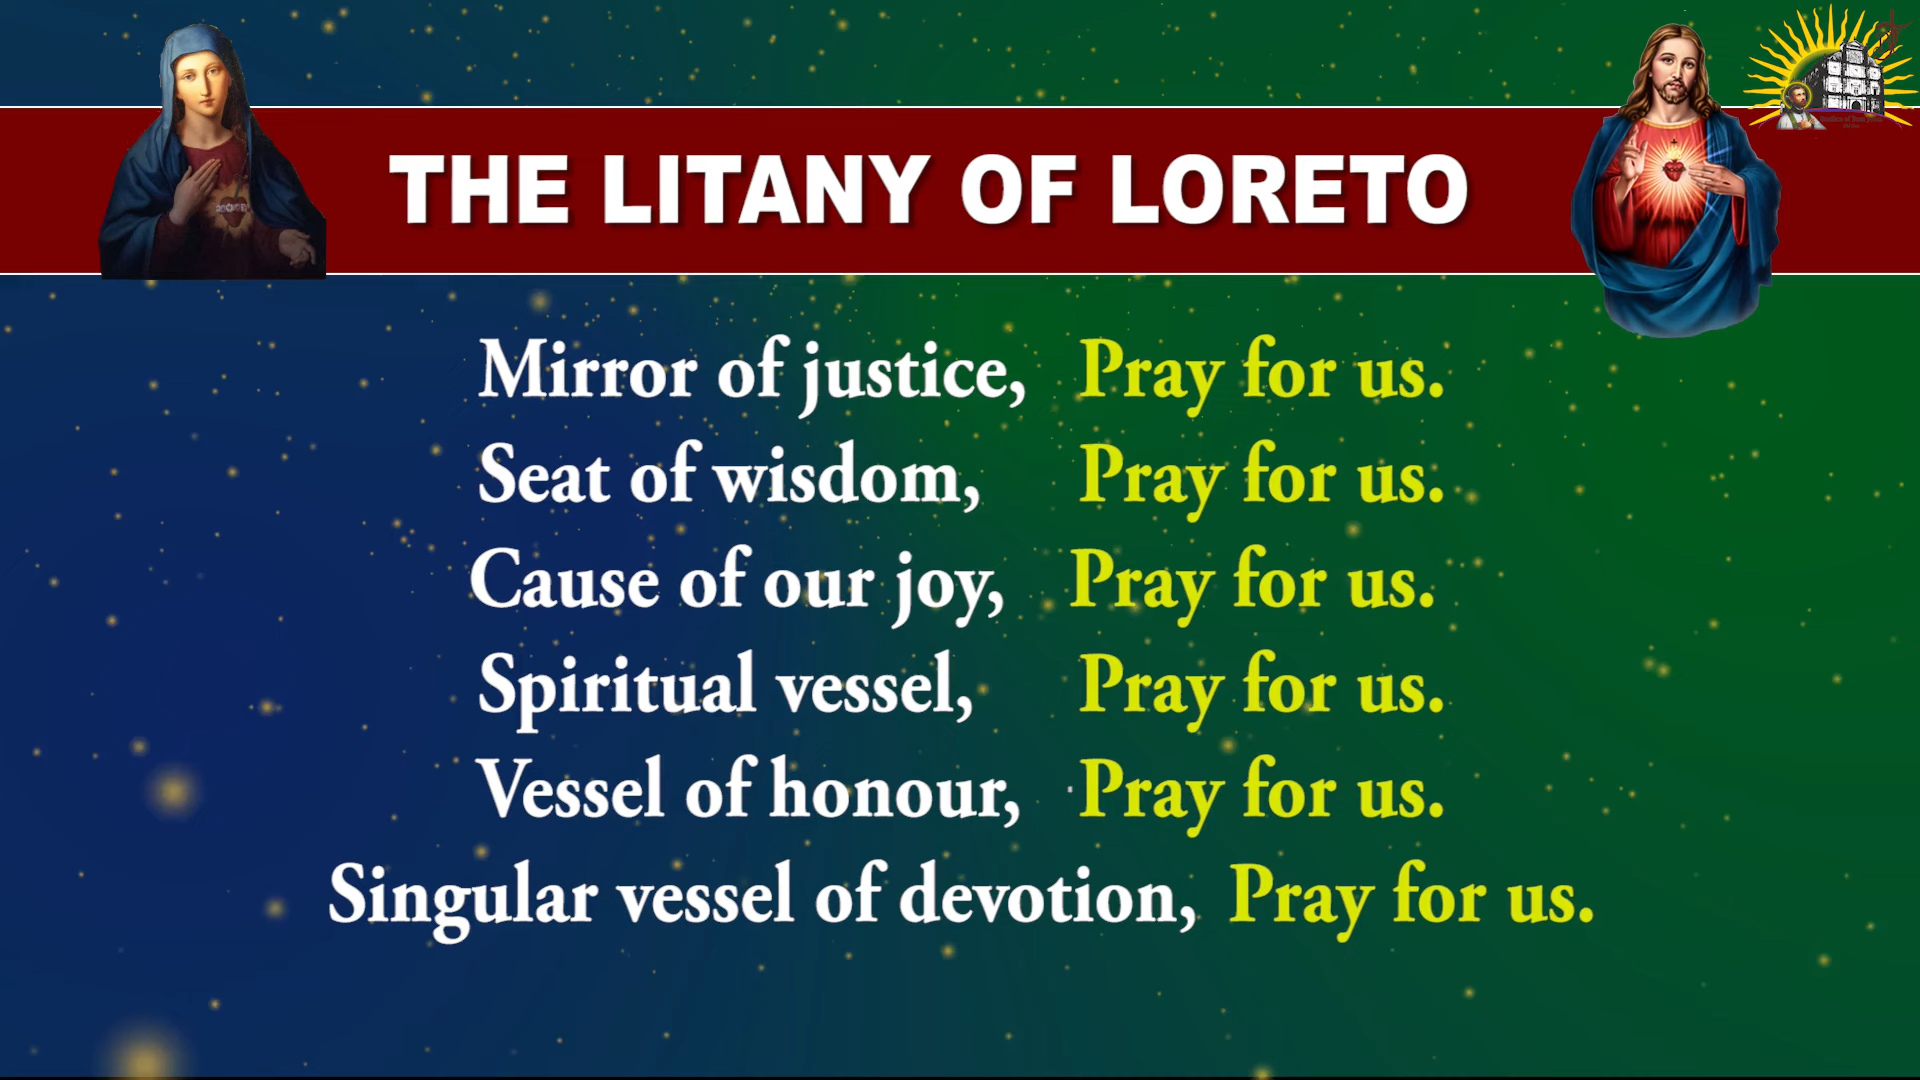 THE LITANY OF LORETO
Mirror of justice, Pray for us.
Seat of wisdom, Pray for us.
Cause of our joy, Pray for us.
Spiritual vessel, Pray for us.
Vessel of honour, Pray for us.
Singular vessel of devotion, Pray for us.